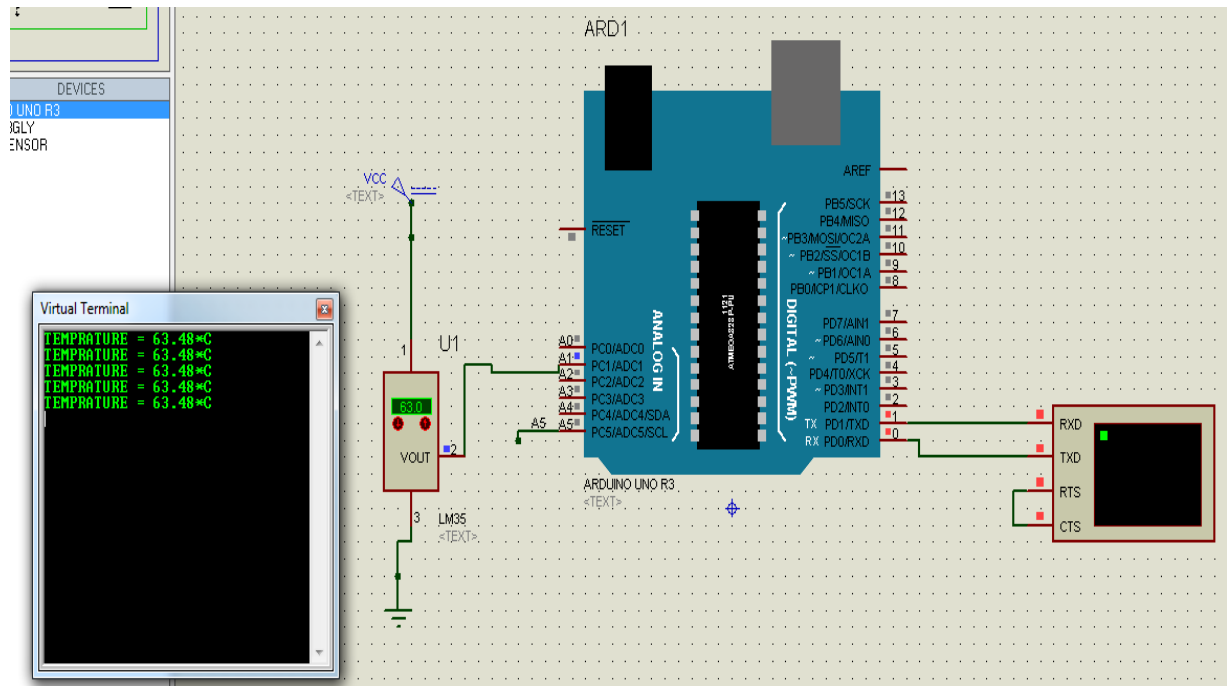 DEVICES
O UNO R3
BGLY
ENSOR
ARD1
VCC
<TEXT>
RESET
AREF
PB5/SCK 13
PB4/MISO 12
~PB3/MOSI/OC2A 11
~ PB2/SS/OC1B 10
~ PB1/OC1A 9
PB0/ICP1/CLKO 8
PD7/AIN1 7
~ PD6/AIN0 6
~ PD5/T1 5
PD4/T0/XCK 4
~ PD3/INT1 3
PD2/INT0 2
TX PD1/TXD 1
RX PD0/RXD 0
DIGITAL (~PWM)
ANALOG IN
1121
A0 PC0/ADC0
A1 PC1/ADC1
A2 PC2/ADC2
A3 PC3/ADC3
A4 PC4/ADC4/SDA
A5 A5 PC5/ADC5/SCL
ARDUINO UNO R3
<TEXT>
Virtual Terminal
TEMPRATURE = 63.48*C
TEMPRATURE = 63.48*C
TEMPRATURE = 63.48*C
TEMPRATURE = 63.48*C
TEMPRATURE = 63.48*C
1
U1
63.0
VOUT
2
3
LM35
<TEXT>
RXD
TXD
RTS
CTS